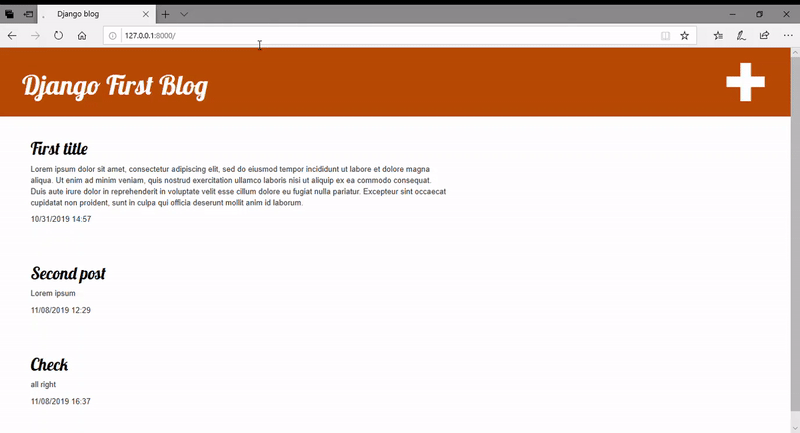 Django blog
127.0.0.1:8000/
Django First Blog
First title
Lorem ipsum dolor sit amet, consectetur adipiscing elit, sed do eiusmod tempor incididunt ut labore et dolore magna
aliqua. Ut enim ad minim veniam, quis nostrud exercitation ullamco laboris nisi ut aliquip ex ea commodo consequat.
Duis aute irure dolor in reprehenderit in voluptate velit esse cillum dolore eu fugiat nulla pariatur. Excepteur sint occaecat
cupidatat non proident, sunt in culpa qui officia deserunt mollit anim id laborum.
10/31/2019 14:57
Second post
Lorem ipsum
11/08/2019 12:29
Check
all right
11/08/2019 16:37